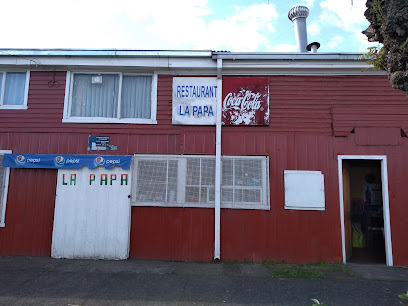 RESTAURANT
LA PAPA
Coca-Cola
pepsi pepsi pepsi
LA PAPA